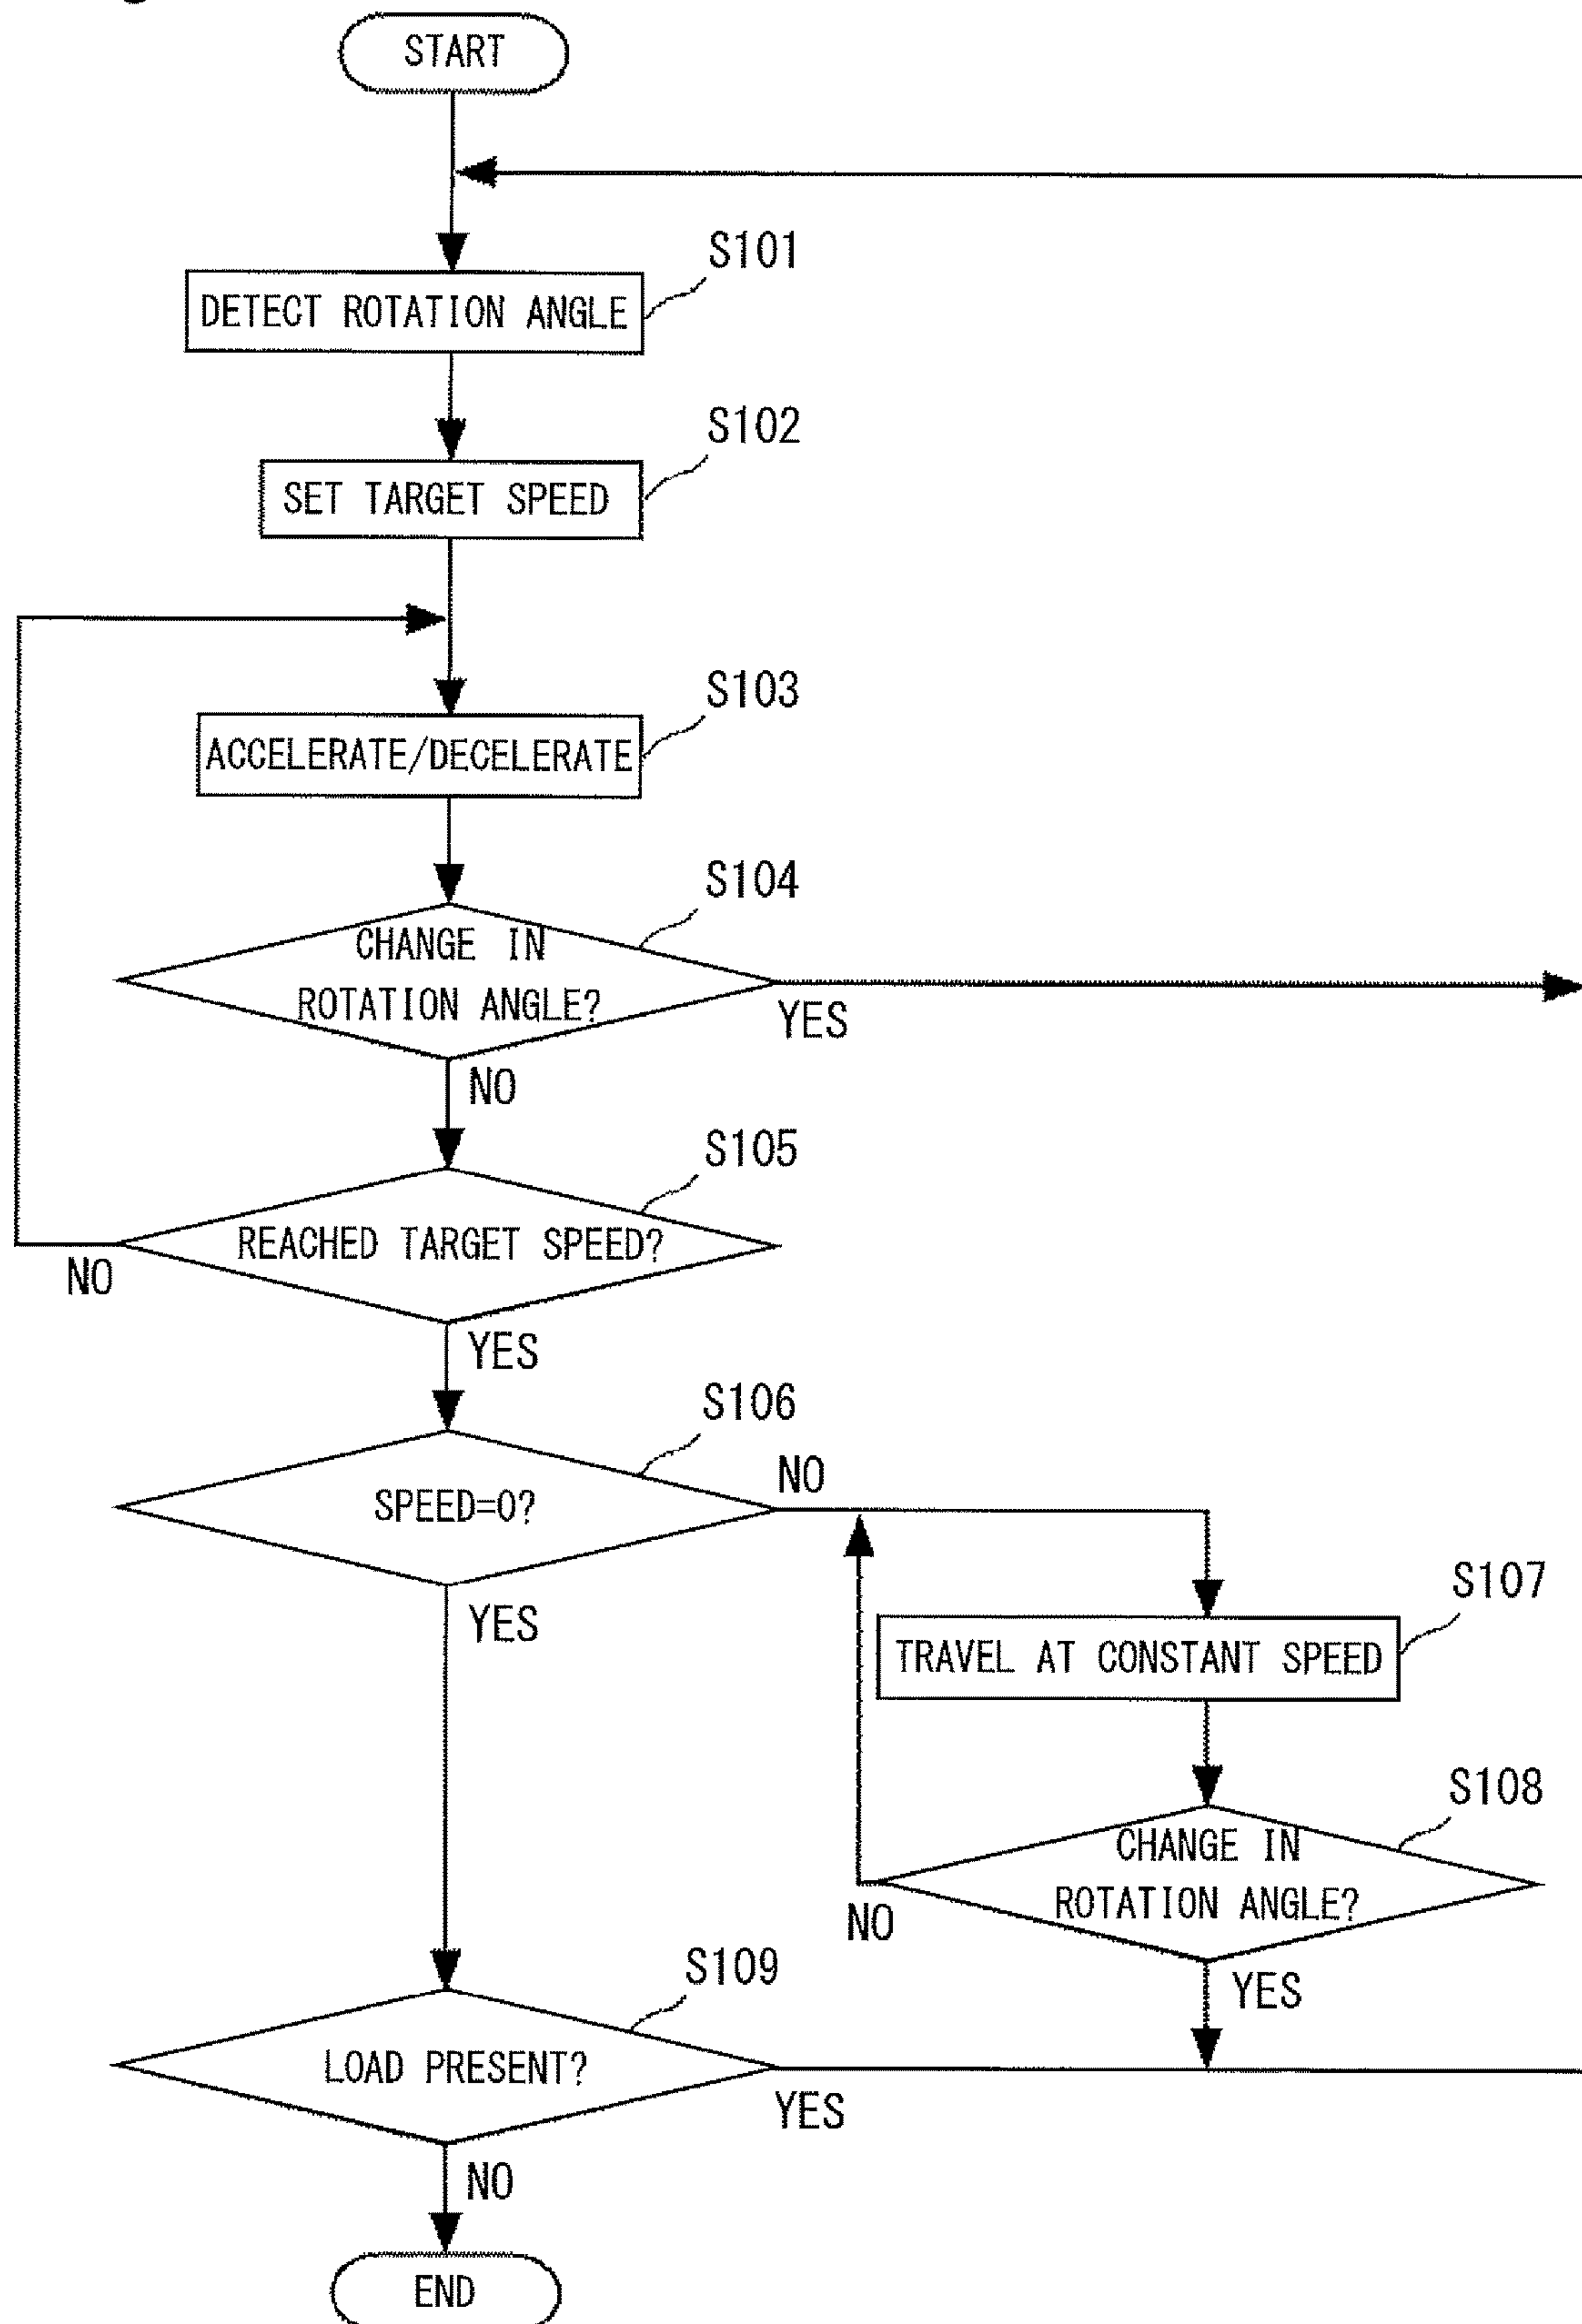 START
S101
DETECT ROTATION ANGLE
S102
SET TARGET SPEED
S103
ACCELERATE/DECELERATE
S104
CHANGE IN
ROTATION ANGLE?
YES
NO
S105
REACHED TARGET SPEED?
NO
YES
S106
NO
SPEED=0?
YES
S107
TRAVEL AT CONSTANT SPEED
S108
CHANGE IN
ROTATION ANGLE?
NO
YES
S109
LOAD PRESENT?
YES
NO
END